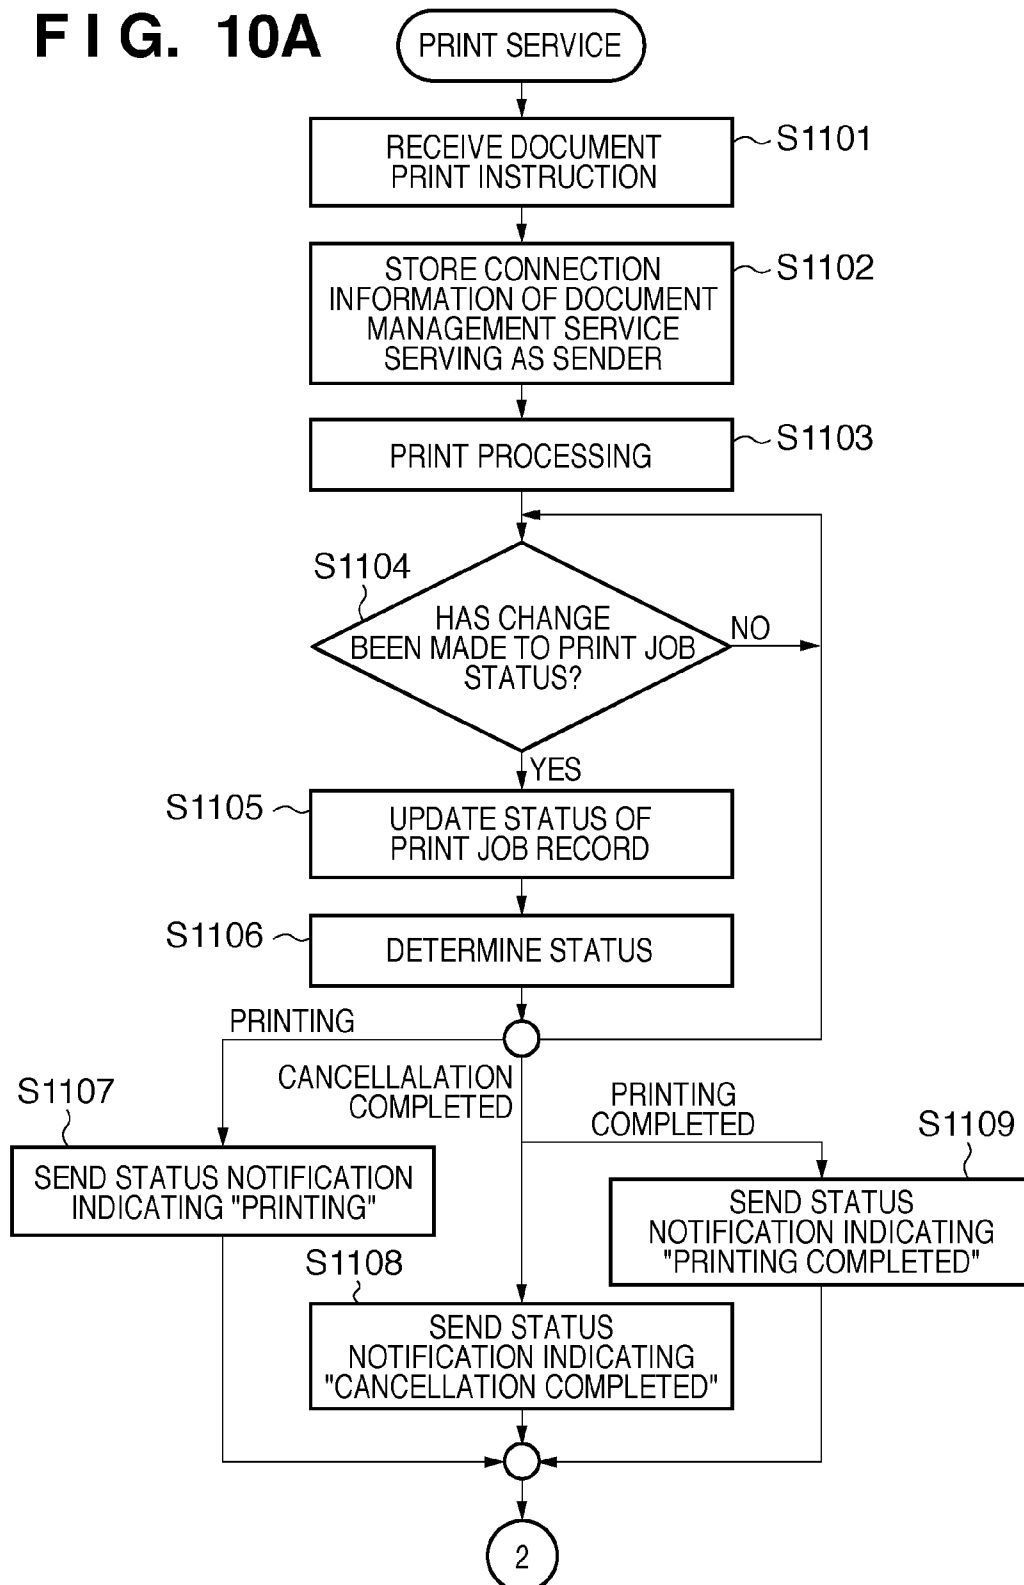 FIG. 10A
PRINT SERVICE
RECEIVE DOCUMENT
PRINT INSTRUCTION
S1101
STORE CONNECTION
INFORMATION OF DOCUMENT
MANAGEMENT SERVICE
SERVING AS SENDER
S1102
PRINT PROCESSING
S1103
S1104
HAS CHANGE
BEEN MADE TO PRINT JOB
STATUS?
NO
YES
S1105
UPDATE STATUS OF
PRINT JOB RECORD
S1106
DETERMINE STATUS
PRINTING
CANCELLALATION
COMPLETED
PRINTING
COMPLETED
S1107
SEND STATUS NOTIFICATION
INDICATING "PRINTING"
S1109
SEND STATUS
NOTIFICATION INDICATING
"PRINTING COMPLETED"
S1108
SEND STATUS
NOTIFICATION INDICATING
"CANCELLATION COMPLETED"
2